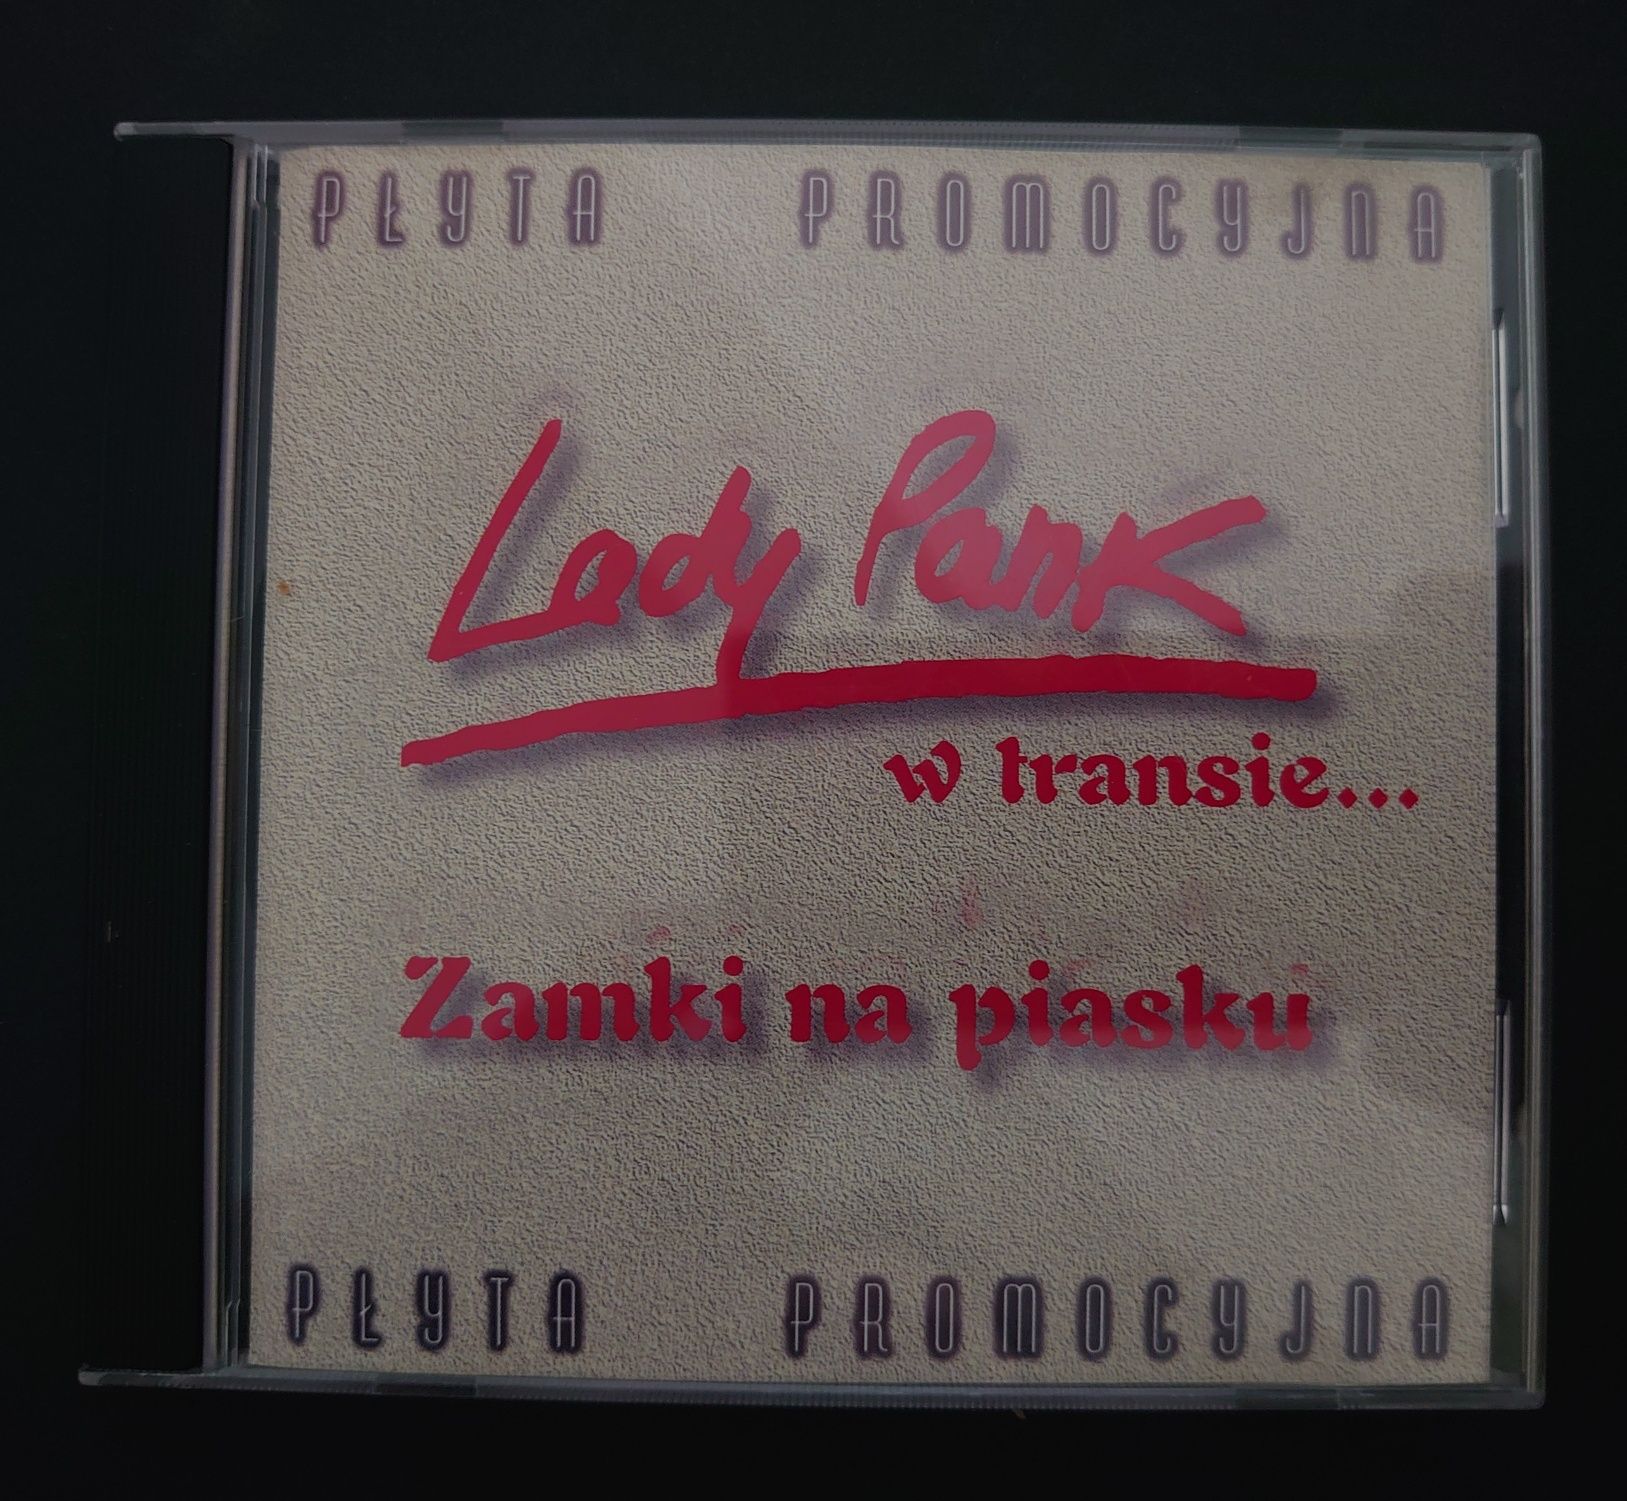 PŁYTA PROMOCYJNA
Lady Pank
w transie...
Zamki na piasku
PŁYTA PROMOCYJNA